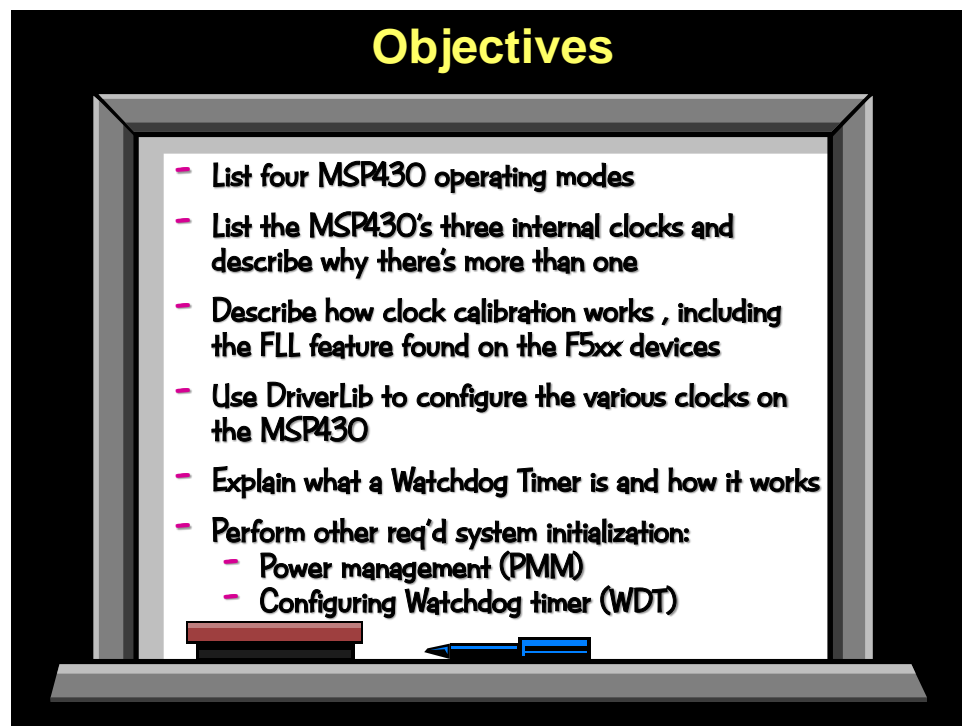 Objectives
- List four MSP430 operating modes
- List the MSP430's three internal clocks and
describe why there's more than one
- Describe how clock calibration works , including
the FLL feature found on the F5xx devices
- Use DriverLib to configure the various clocks on
the MSP430
- Explain what a Watchdog Timer is and how it works
- Perform other req'd system initialization:
- Power management (PMM)
- Configuring Watchdog timer (WDT)